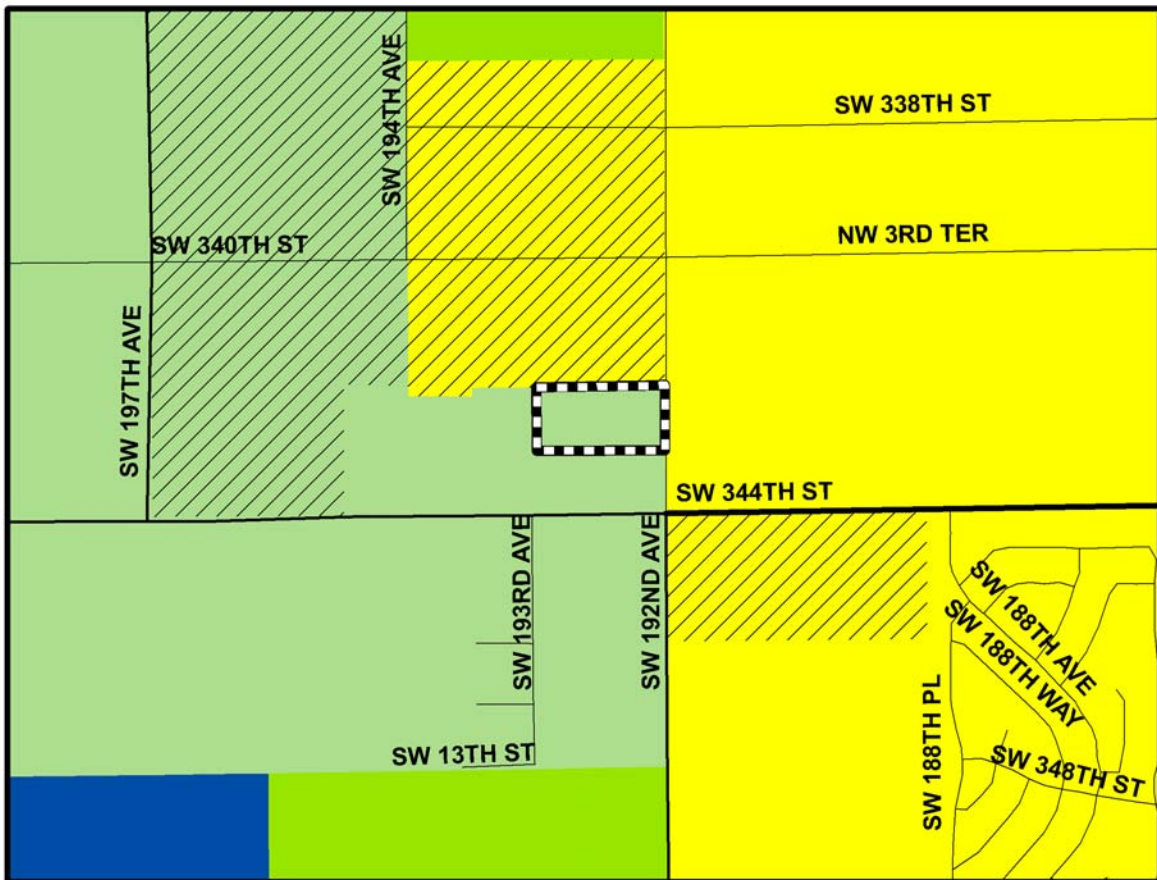 SW 194TH AVE
SW 338TH ST
SW 340TH ST
NW 3RD TER
SW 197TH AVE
SW 344TH ST
SW 193RD AVE
SW 192ND AVE
SW 188TH AVE
SW 188TH WAY
SW 188TH PL
SW 13TH ST
SW 348TH ST